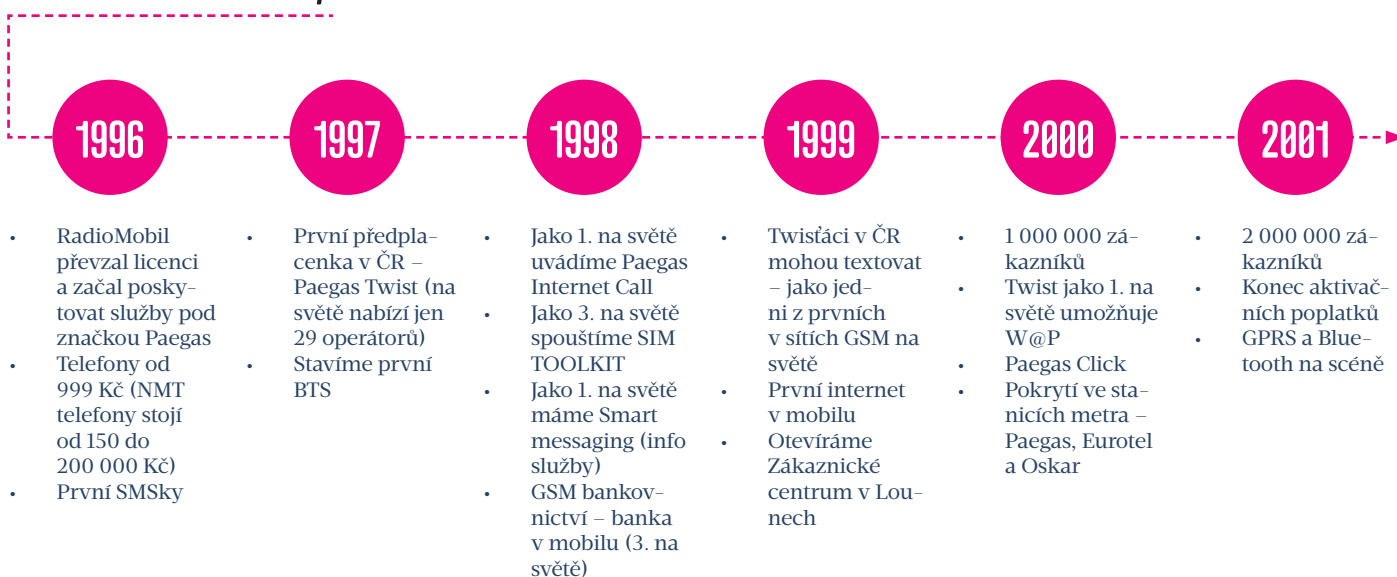 1996
RadioMobil
převzal licenci
a začal posky-
tovat služby pod
značkou Paegas
Telefony od
999 Kč (NMT
telefony stojí
od 150 do
200 000 Kč)
První SMSky
1997
První předpla-
cenka v ČR –
Paegas Twist (na
světě nabízí jen
29 operátorů)
Stavíme první
BTS
1998
Jako 1. na světě
uvádíme Paegas
Internet Call
Jako 3. na světě
spouštíme SIM
TOOLKIT
Jako 1. na světě
máme Smart
messaging (info
služby)
GSM bankov-
nictví – banka
v mobilu (3. na
světě)
1999
Twisťáci v ČR
mohou textovat
– jako jed-
ni z prvních
v sítích GSM na
světě
První internet
v mobilu
Otevíráme
Zákaznické
centrum v Lou-
nech
2000
1 000 000 zá-
kazníků
Twist jako 1. na
světě umožňuje
W@P
Paegas Click
Pokrytí ve sta-
nicích metra –
Paegas, Eurotel
a Oskar
2001
2 000 000 zá-
kazníků
Konec aktivač-
ních poplatků
GPRS a Blue-
tooth na scéně